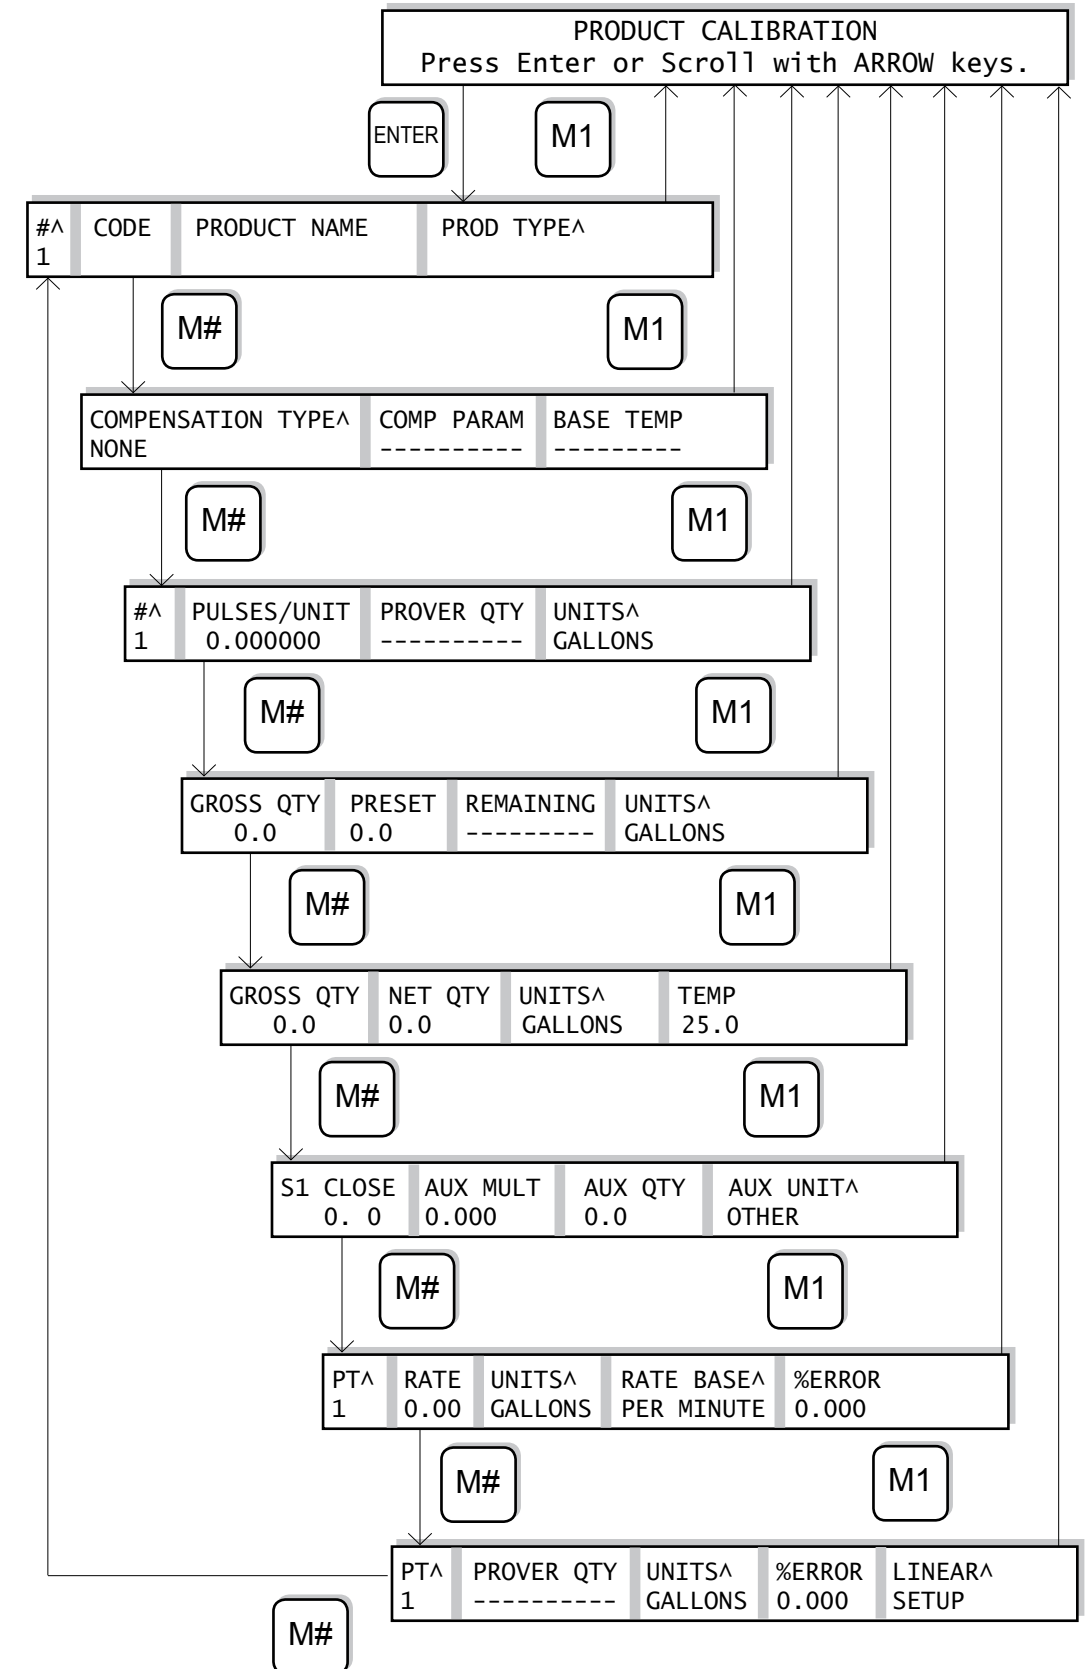 PRODUCT CALIBRATION
Press Enter or Scroll with ARROW keys.
ENTER M1
#^ CODE PRODUCT NAME PROD TYPE^
1
M# M1
COMPENSATION TYPE^ COMP PARAM BASE TEMP
NONE ---------- ---------
M# M1
#^ PULSES/UNIT PROVER QTY UNITS^
1 0.000000 ---------- GALLONS
M# M1
GROSS QTY PRESET REMAINING UNITS^
0.0 0.0 --------- GALLONS
M# M1
GROSS QTY NET QTY UNITS^ TEMP
0.0 0.0 GALLONS 25.0
M# M1
S1 CLOSE AUX MULT AUX QTY AUX UNIT^
0. 0 0.000 0.0 OTHER
M# M1
PT^ RATE UNITS^ RATE BASE^ %ERROR
1 0.00 GALLONS PER MINUTE 0.000
M# M1
PT^ PROVER QTY UNITS^ %ERROR LINEAR^
1 ---------- GALLONS 0.000 SETUP
M#